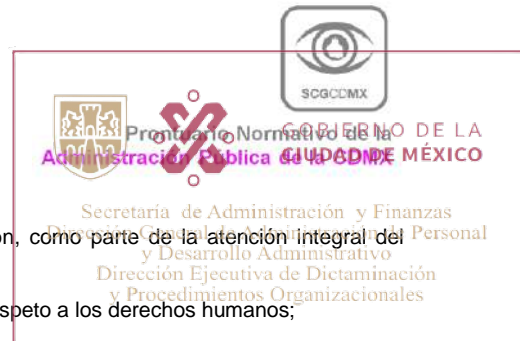 SCGCDMX
Prontuario Normativo de la
Administración Pública de la CDMX
GOBIERNO DE LA
CIUDAD DE MÉXICO
Secretaría de Administración y Finanzas
Dirección General de Administración de Personal
y Desarrollo Administrativo
Dirección Ejecutiva de Dictaminación
y Procedimientos Organizacionales
ón, como parte de la atención integral del
speto a los derechos humanos;